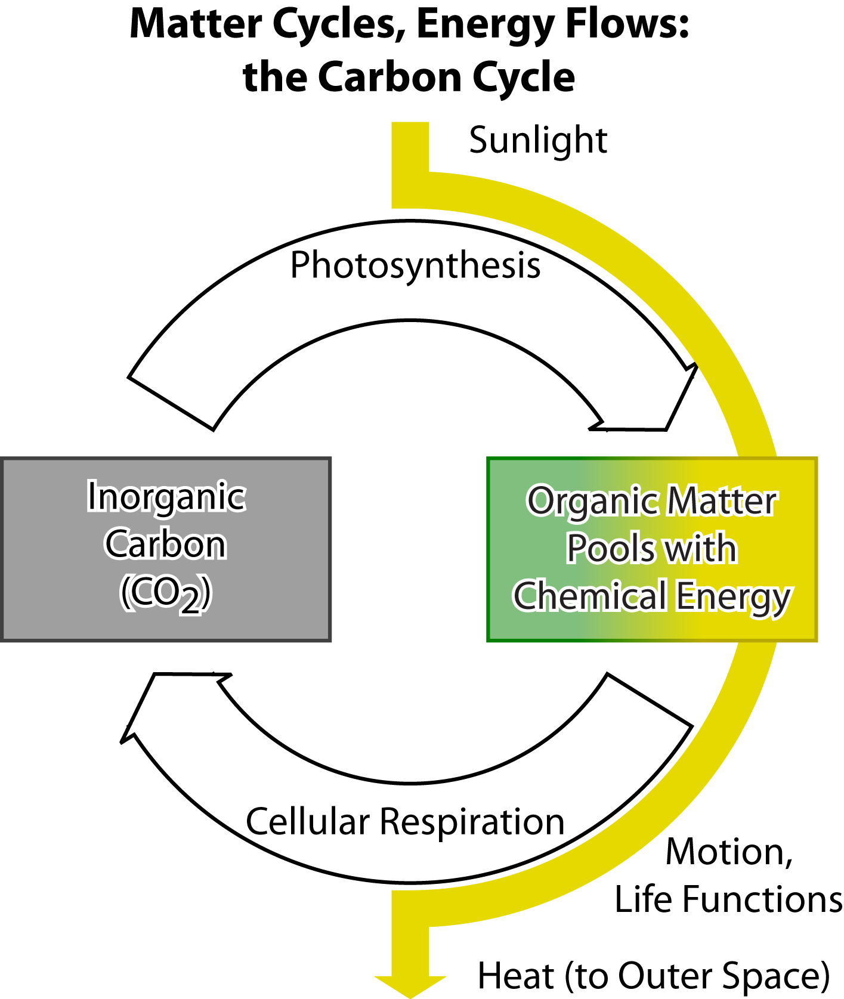 Matter Cycles, Energy Flows:
the Carbon Cycle
Sunlight
Photosynthesis
Inorganic
Carbon
(CO2)
Organic Matter
Pools with
Chemical Energy
Cellular Respiration
Motion,
Life Functions
Heat (to Outer Space)